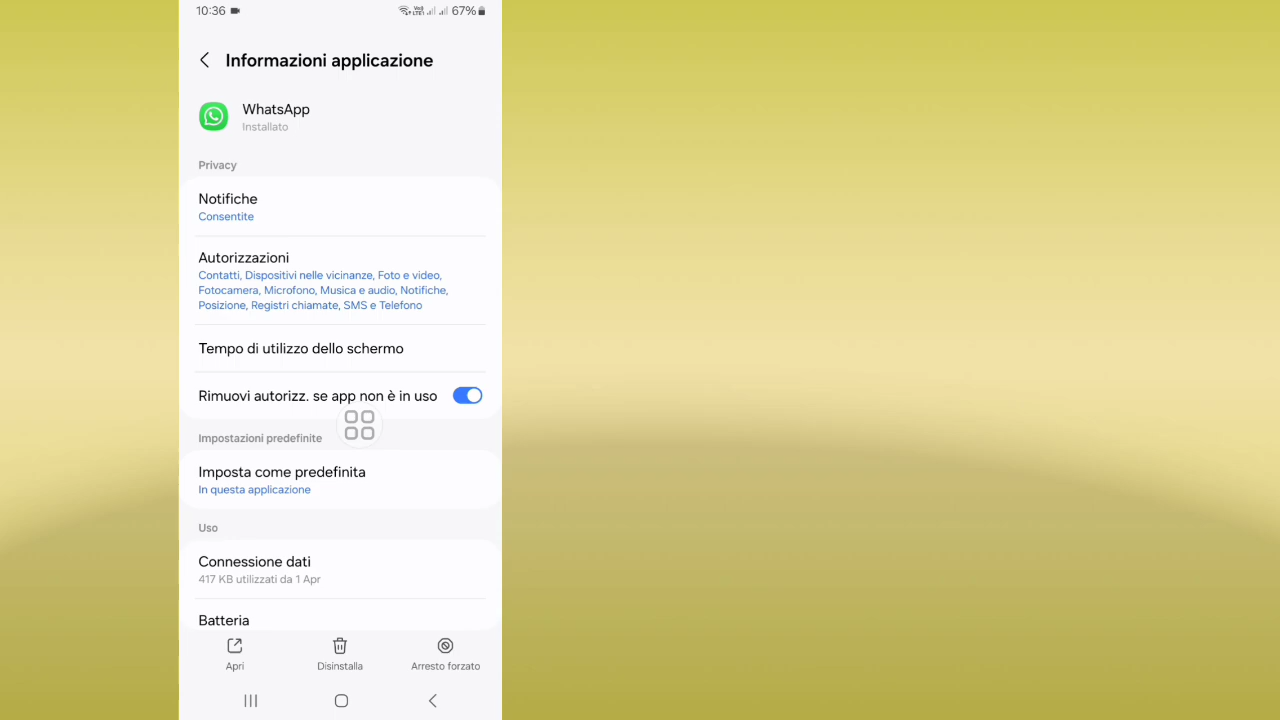 10:36
67%
Informazioni applicazione
WhatsApp
Installato
Privacy
Notifiche
Consentite
Autorizzazioni
Contatti, Dispositivi nelle vicinanze, Foto e video,
Fotocamera, Microfono, Musica e audio, Notifiche,
Posizione, Registri chiamate, SMS e Telefono
Tempo di utilizzo dello schermo
Rimuovi autorizz. se app non è in uso
Impostazioni predefinite
Imposta come predefinita
In questa applicazione
Uso
Connessione dati
417 KB utilizzati da 1 Apr
Batteria
Apri
Disinstalla
Arresto forzato